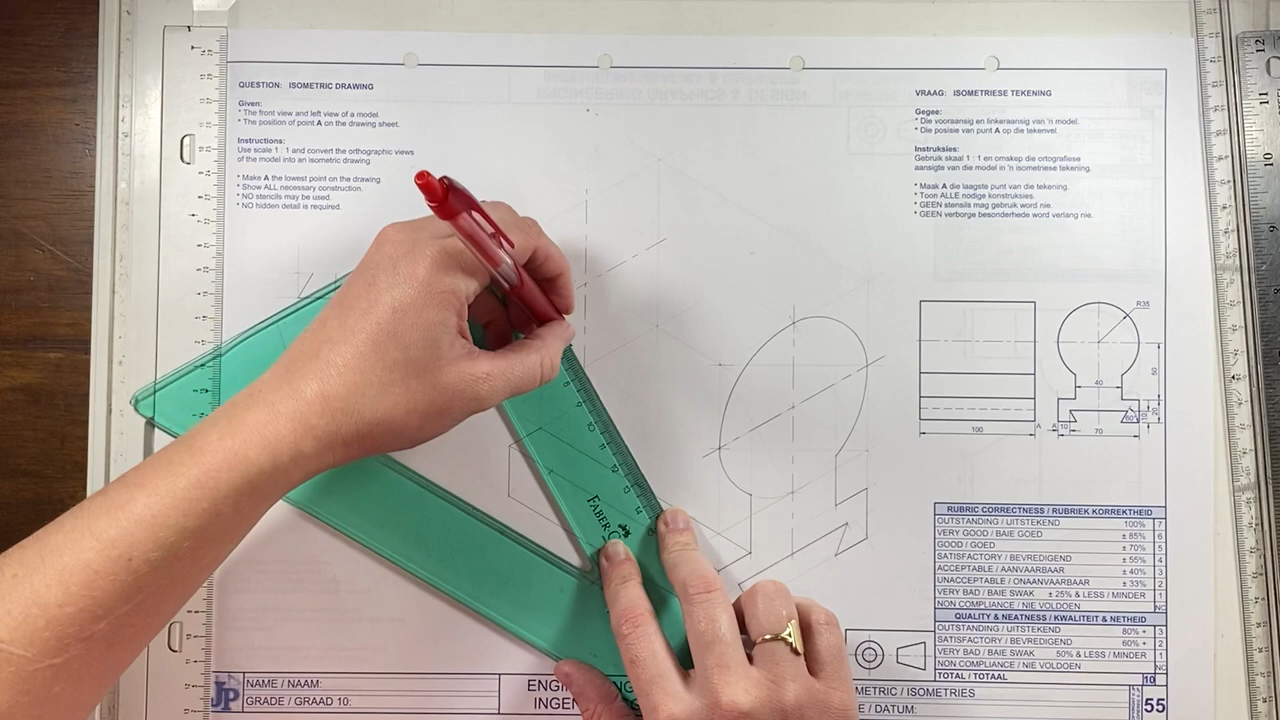 QUESTION: ISOMETRIC DRAWING
Given:
* The front view and left view of a model.
* The position of point A on the drawing sheet.
Instructions:
Use scale 1 : 1 and convert the orthographic views
of the model into an isometric drawing
* Make A the lowest point on the drawing.
* Show ALL necessary construction.
* NO stencils may be used.
* NO hidden detail is required.
VRAAG: ISOMETRIESE TEKENING
Gegee:
* Die vooraansig en linkeraansig van 'n model.
* Die posisie van punt A op die tekenvel.
Instruksies:
Gebruik skaal 1 : 1 en omskep die ortografiese
aansigte van die model in 'n isometriese tekening.
* Maak A die laagste punt van die tekening.
* Toon ALLE nodige konstruksies.
* GEEN stensils mag gebruik word nie.
* GEEN verborge besonderhede word verlang nie.
R35
40
50
20
10
60°
10
70
100
A
A
FABER-C
RUBRIC CORRECTNESS / RUBRIEK KORREKTHEID
OUTSTANDING / UITSTEKEND 100% 7
VERY GOOD / BAIE GOED ± 85% 6
GOOD / GOED ± 70% 5
SATISFACTORY / BEVREDIGEND ± 55% 4
ACCEPTABLE / AANVAARBAAR ± 40% 3
UNACCEPTABLE / ONAANVAARBAAR ± 33% 2
VERY BAD / BAIE SWAK ± 25% & LESS / MINDER 1
NON COMPLIANCE / NIE VOLDOEN NC
QUALITY & NEATNESS / KWALITEIT & NETHEID
OUTSTANDING / UITSTEKEND 80% + 3
SATISFACTORY / BEVREDIGEND 60% + 2
VERY BAD / BAIE SWAK 50% & LESS / MINDER 1
NON COMPLIANCE / NIE VOLDOEN NC
TOTAL / TOTAAL 10
JP
NAME / NAAM:
GRADE / GRAAD 10:
ENGI
INGEN
METRIC / ISOMETRIES
E / DATUM:
55